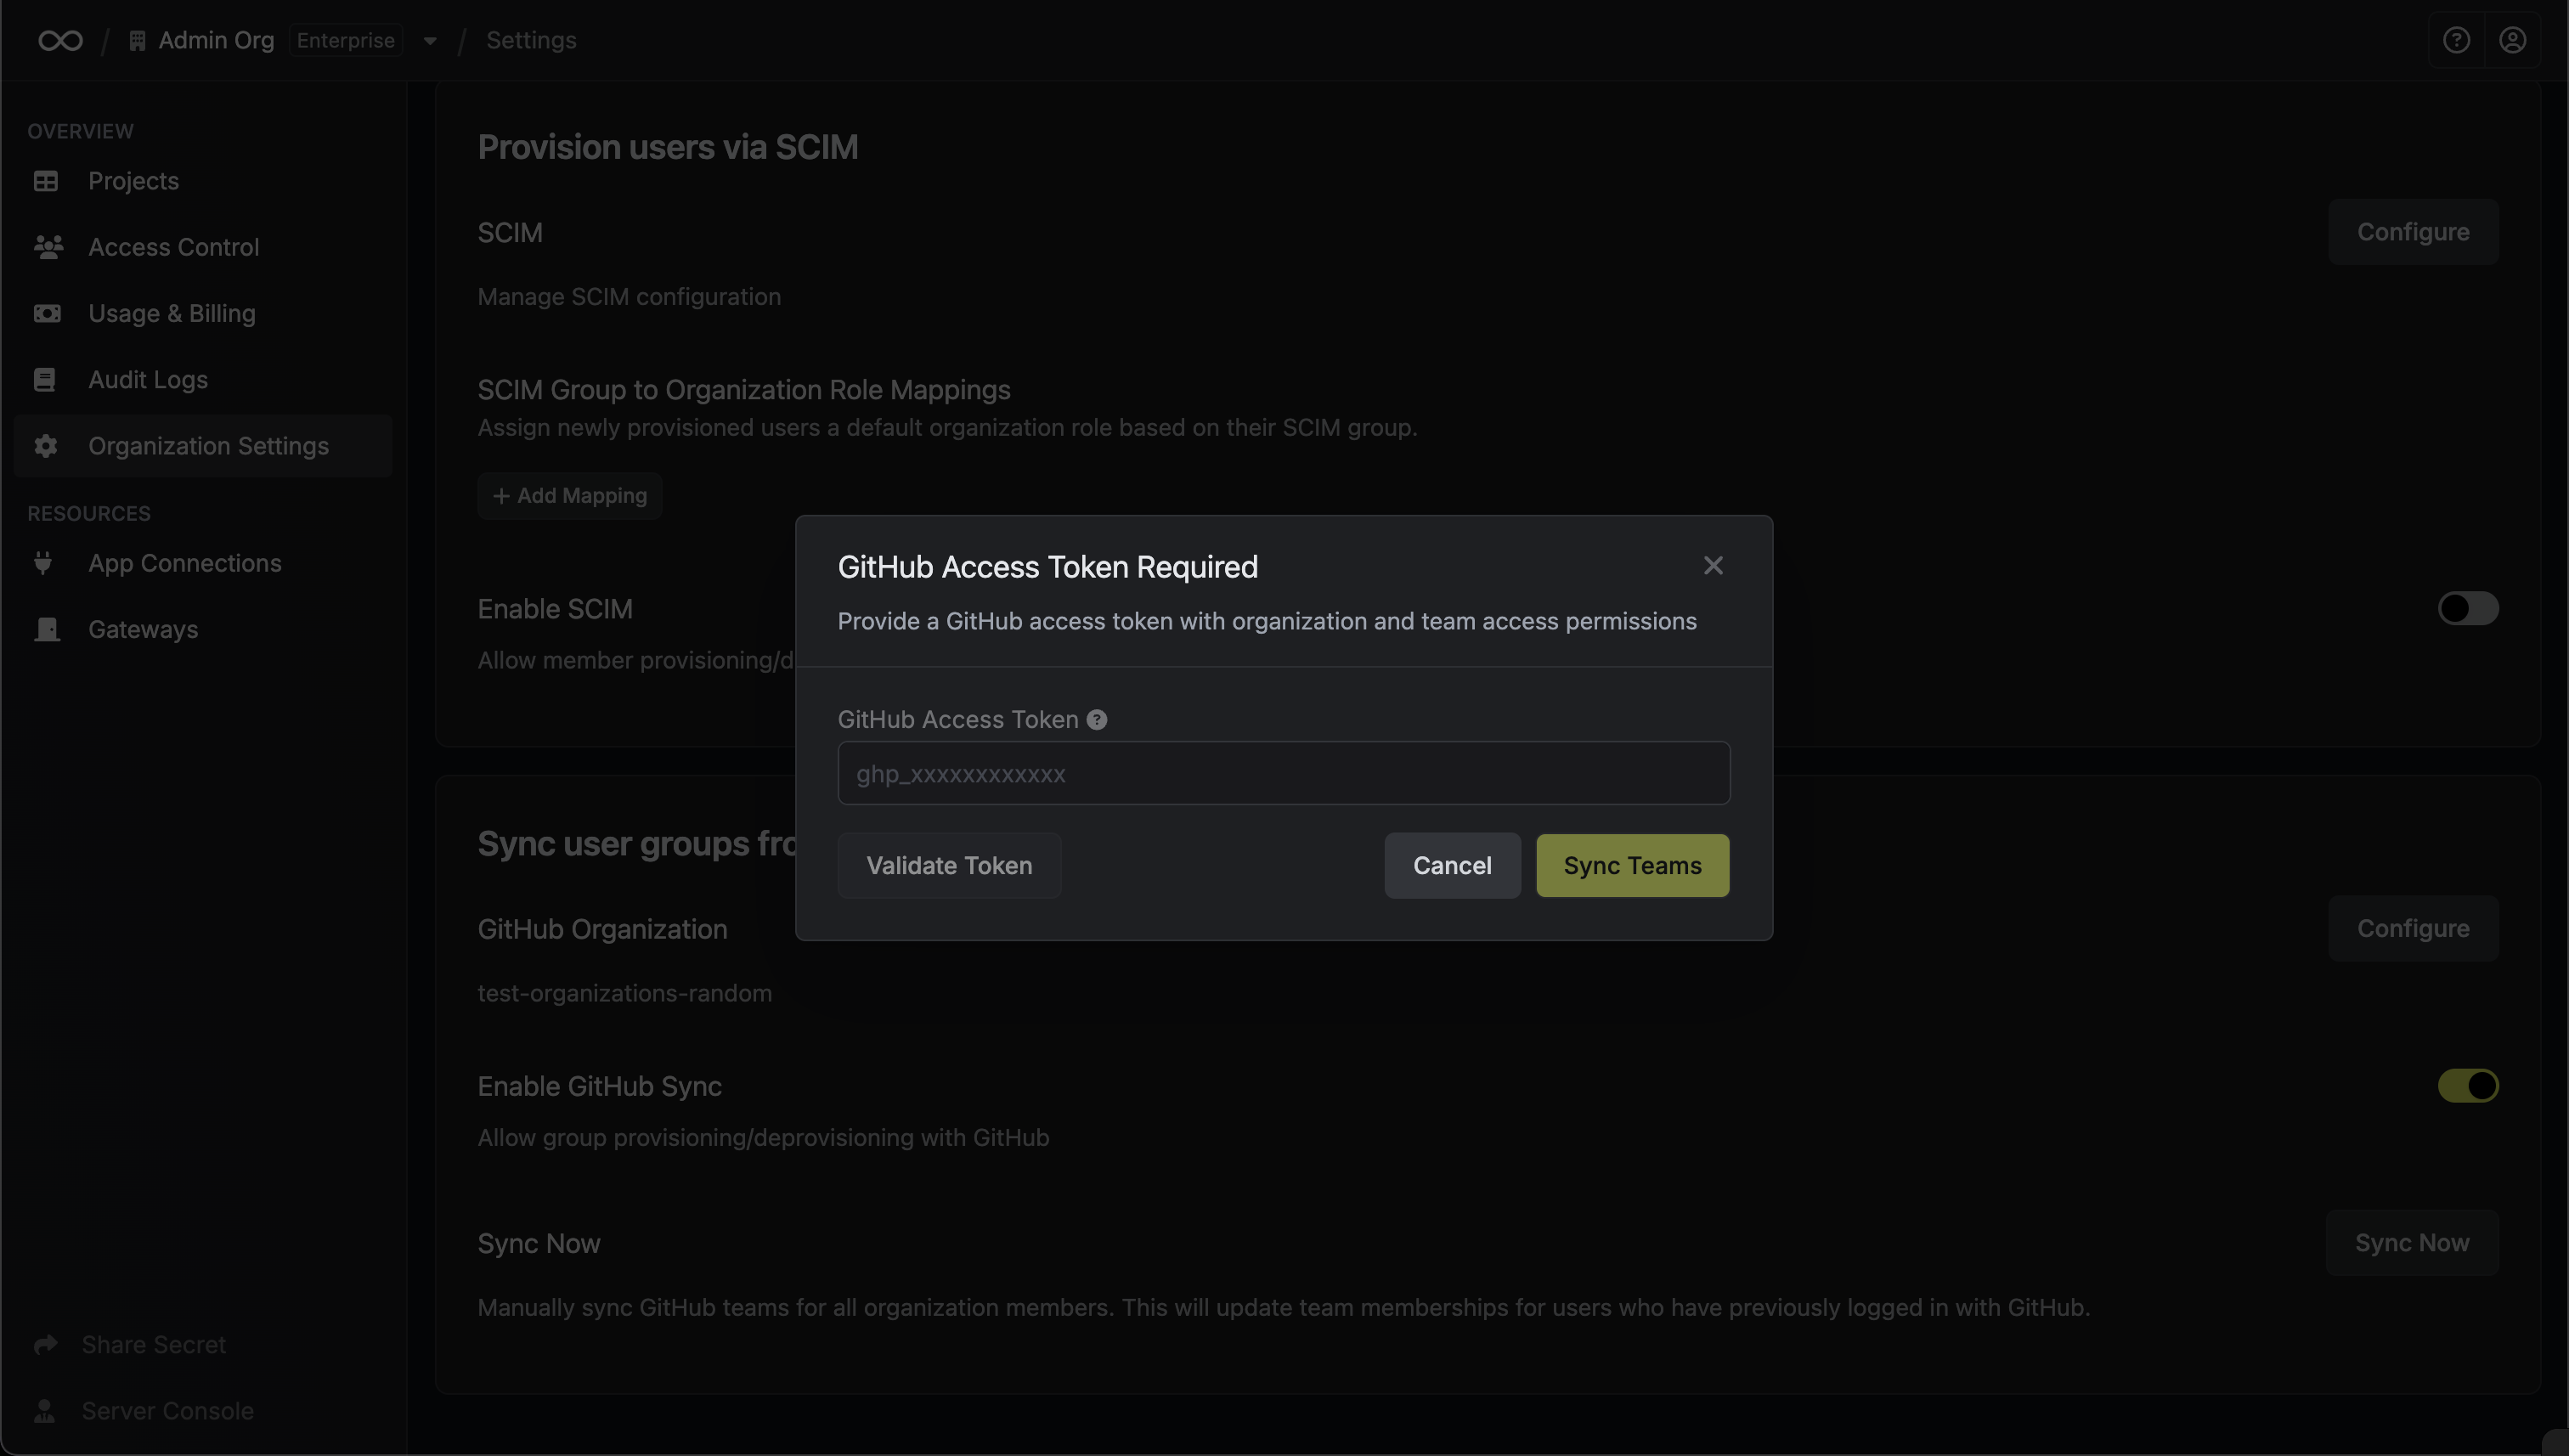 / Admin Org Enterprise / Settings
OVERVIEW
Projects
Access Control
Usage & Billing
Audit Logs
Organization Settings
RESOURCES
App Connections
Gateways
Share Secret
Server Console
Provision users via SCIM
SCIM
Configure
Manage SCIM configuration
SCIM Group to Organization Role Mappings
Assign newly provisioned users a default organization role based on their SCIM group.
+ Add Mapping
Enable SCIM
Allow member provisioning/d
GitHub Access Token Required
Provide a GitHub access token with organization and team access permissions
GitHub Access Token ?
ghp_xxxxxxxxxxxx
Validate Token
Cancel
Sync Teams
Sync user groups fro
GitHub Organization
Configure
test-organizations-random
Enable GitHub Sync
Allow group provisioning/deprovisioning with GitHub
Sync Now
Sync Now
Manually sync GitHub teams for all organization members. This will update team memberships for users who have previously logged in with GitHub.